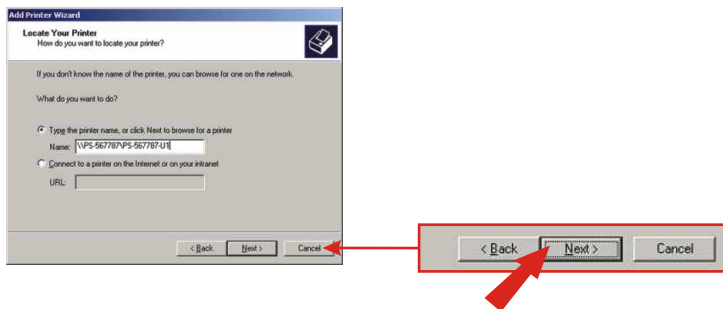 Add Printer Wizard
Locate Your Printer
How do you want to locate your printer?
If you don't know the name of the printer, you can browse for one on the network.
What do you want to do?
Type the printer name, or click Next to browse for a printer
Name: \\PS-567787\PS-567787-U1
Connect to a printer on the Internet or on your intranet
URL:
< Back Next > Cancel
< Back Next > Cancel